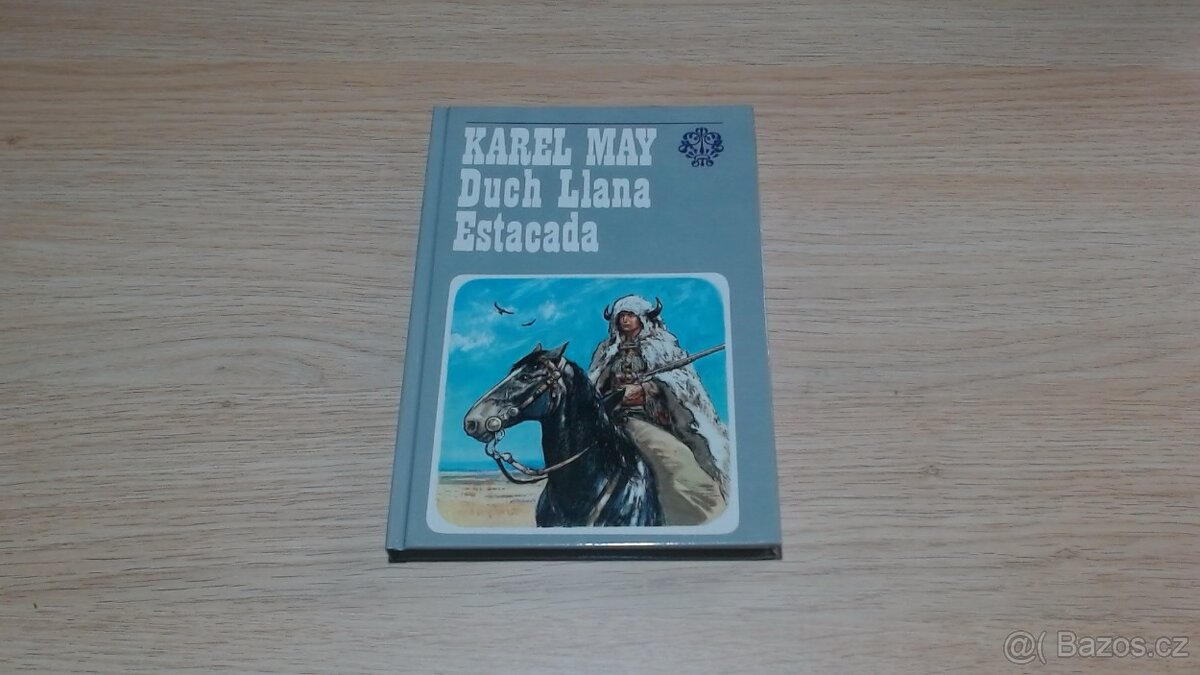 KAREL MAY
Duch Llana
Estacada
@( Bazos.cz